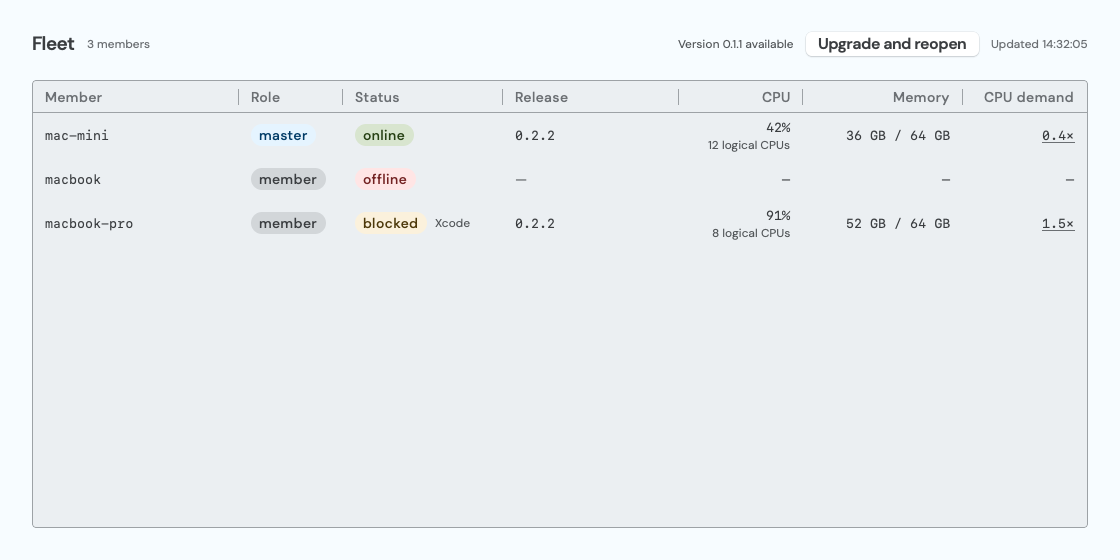 Fleet 3 members Version 0.1.1 available Upgrade and reopen Updated 14:32:05
Member Role Status Release CPU Memory CPU demand
mac-mini master online 0.2.2 42% 36 GB / 64 GB 0.4×
12 logical CPUs
macbook member offline — — — —
macbook-pro member blocked Xcode 0.2.2 91% 52 GB / 64 GB 1.5×
8 logical CPUs